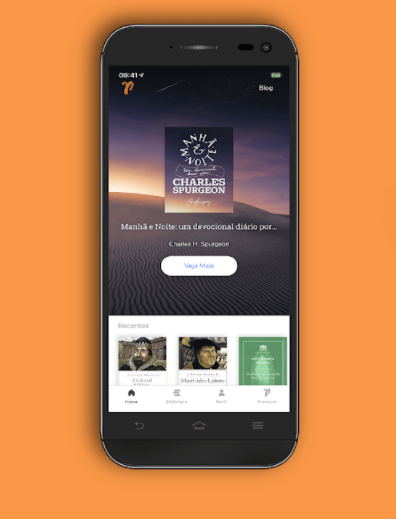 09:41
Blog
MANHÃ
&
NOITE
CHARLES
SPURGEON
Manhã e Noite: um devocional diário por...
Charles H. Spurgeon
Veja Mais
Recentes
Richard
Martinho Lutero
Home
Biblioteca
Perfil
Premium